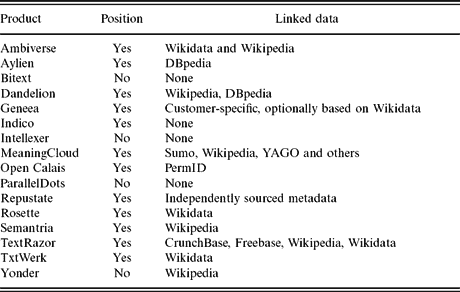 Product Position Linked data
Ambiverse Yes Wikidata and Wikipedia
Aylien Yes DBpedia
Bitext No None
Dandelion Yes Wikipedia, DBpedia
Geneea Yes Customer-specific, optionally based on Wikidata
Indico Yes None
Intellexer No None
MeaningCloud Yes Sumo, Wikipedia, YAGO and others
Open Calais Yes PermID
ParallelDots No None
Repustate Yes Independently sourced metadata
Rosette Yes Wikidata
Semantria Yes Wikipedia
TextRazor Yes CrunchBase, Freebase, Wikipedia, Wikidata
TxtWerk Yes Wikidata
Yonder No Wikipedia